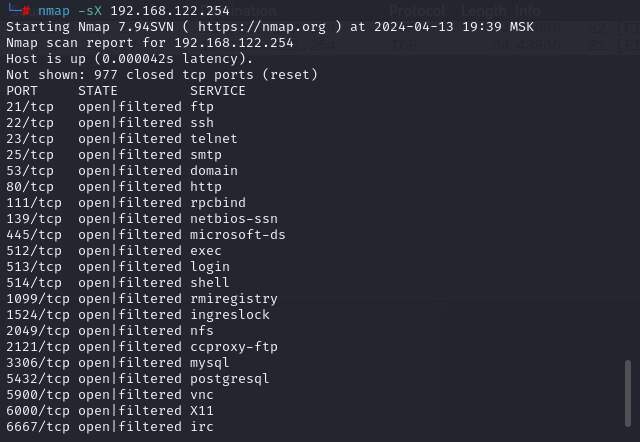 └─# nmap -sX 192.168.122.254
Starting Nmap 7.94SVN ( https://nmap.org ) at 2024-04-13 19:39 MSK
Nmap scan report for 192.168.122.254
Host is up (0.000042s latency).
Not shown: 977 closed tcp ports (reset)
PORT     STATE         SERVICE
21/tcp   open|filtered ftp
22/tcp   open|filtered ssh
23/tcp   open|filtered telnet
25/tcp   open|filtered smtp
53/tcp   open|filtered domain
80/tcp   open|filtered http
111/tcp  open|filtered rpcbind
139/tcp  open|filtered netbios-ssn
445/tcp  open|filtered microsoft-ds
512/tcp  open|filtered exec
513/tcp  open|filtered login
514/tcp  open|filtered shell
1099/tcp open|filtered rmiregistry
1524/tcp open|filtered ingreslock
2049/tcp open|filtered nfs
2121/tcp open|filtered ccproxy-ftp
3306/tcp open|filtered mysql
5432/tcp open|filtered postgresql
5900/tcp open|filtered vnc
6000/tcp open|filtered X11
6667/tcp open|filtered irc